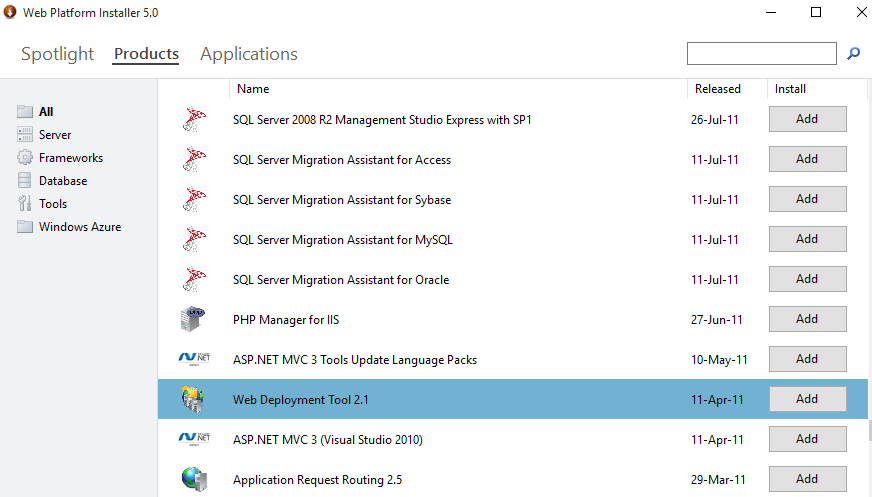 Web Platform Installer 5.0
Spotlight Products Applications
Name Released Install
All
Server
Frameworks
Database
Tools
Windows Azure
SQL Server 2008 R2 Management Studio Express with SP1 26-Jul-11 Add
SQL Server Migration Assistant for Access 11-Jul-11 Add
SQL Server Migration Assistant for Sybase 11-Jul-11 Add
SQL Server Migration Assistant for MySQL 11-Jul-11 Add
SQL Server Migration Assistant for Oracle 11-Jul-11 Add
PHP Manager for IIS 27-Jun-11 Add
ASP.NET MVC 3 Tools Update Language Packs 10-May-11 Add
Web Deployment Tool 2.1 11-Apr-11 Add
ASP.NET MVC 3 (Visual Studio 2010) 11-Apr-11 Add
Application Request Routing 2.5 29-Mar-11 Add